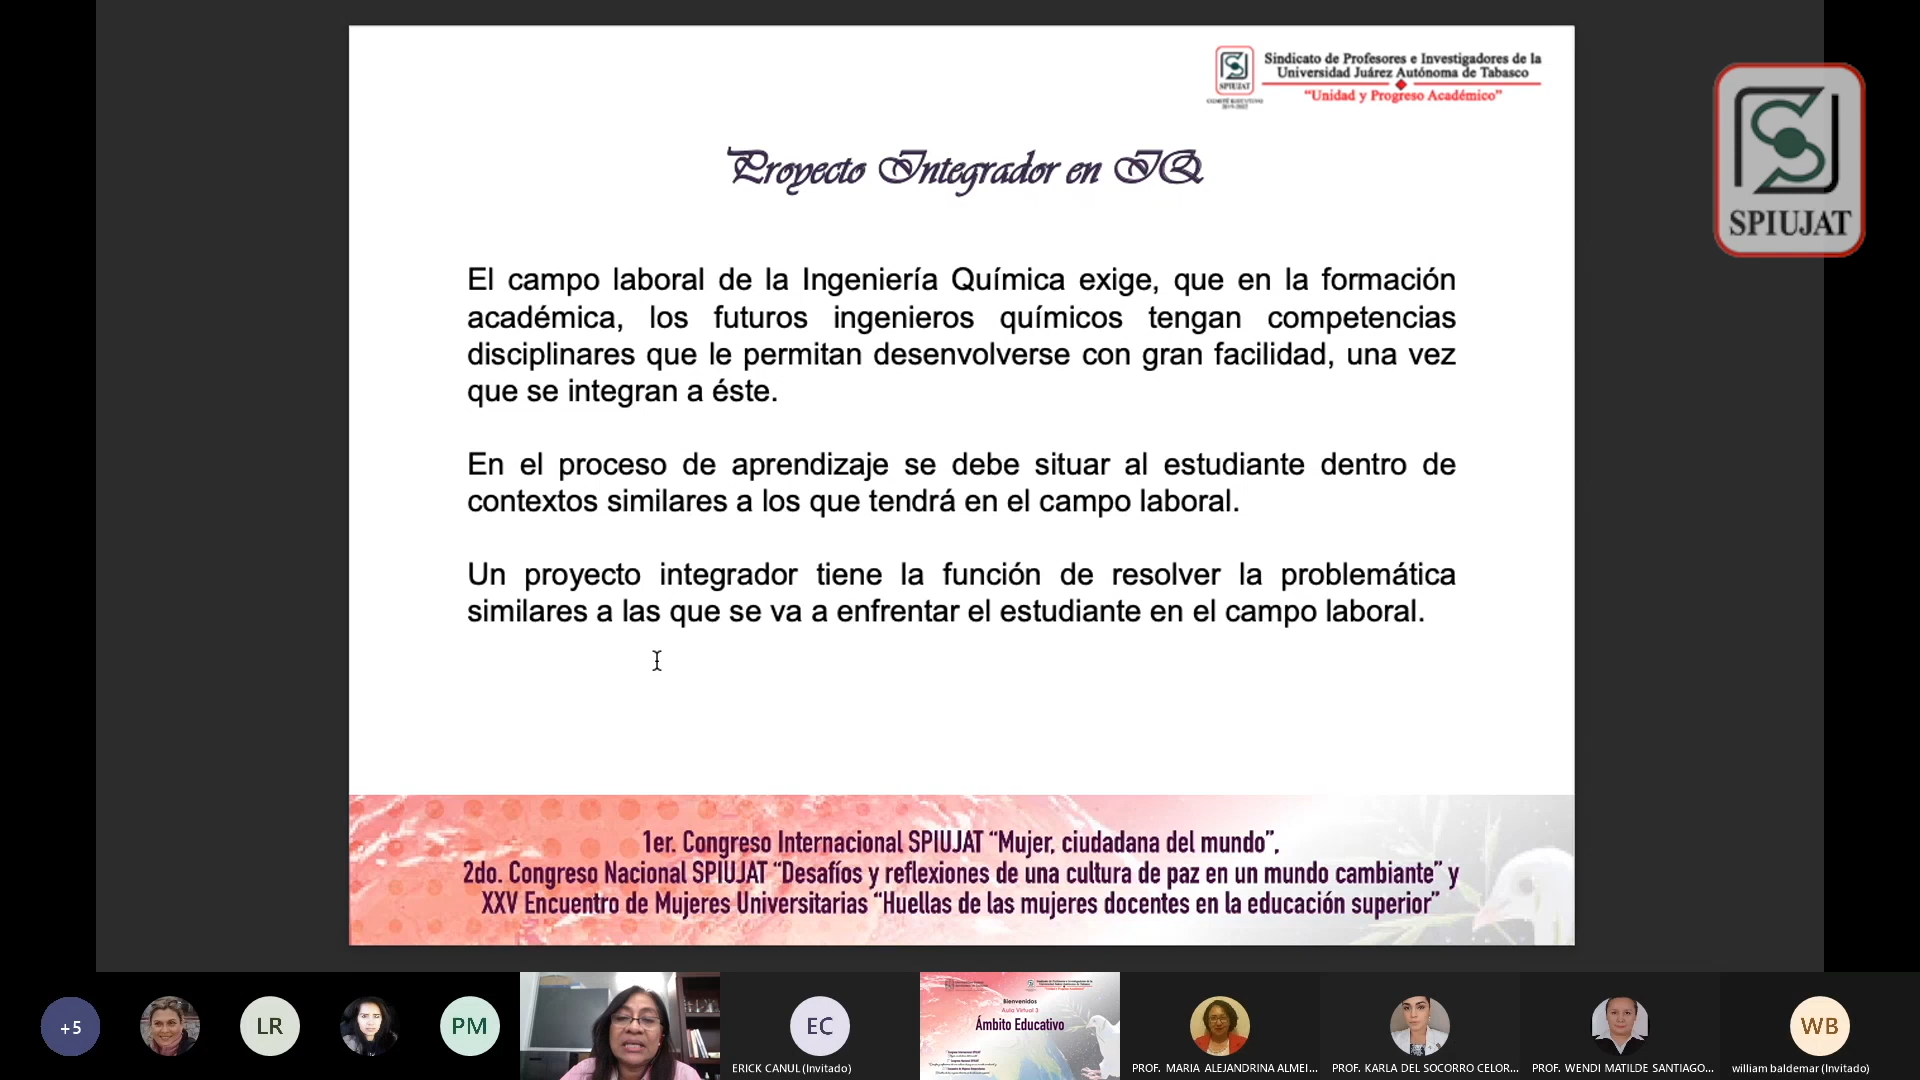 SPIUJAT
COMITÉ EJECUTIVO
2019-2022
Sindicato de Profesores e Investigadores de la
Universidad Juárez Autónoma de Tabasco
“Unidad y Progreso Académico”
SPIUJAT
Proyecto Integrador en IQ
El campo laboral de la Ingeniería Química exige, que en la formación
académica, los futuros ingenieros químicos tengan competencias
disciplinares que le permitan desenvolverse con gran facilidad, una vez
que se integran a éste.
En el proceso de aprendizaje se debe situar al estudiante dentro de
contextos similares a los que tendrá en el campo laboral.
Un proyecto integrador tiene la función de resolver la problemática
similares a las que se va a enfrentar el estudiante en el campo laboral.
1er. Congreso Internacional SPIUJAT “Mujer, ciudadana del mundo”,
2do. Congreso Nacional SPIUJAT “Desafíos y reflexiones de una cultura de paz en un mundo cambiante” y
XXV Encuentro de Mujeres Universitarias “Huellas de las mujeres docentes en la educación superior”
+5
LR
PM
EC
ERICK CANUL (Invitado)
Bienvenidos
Aula Virtual 3
Ámbito Educativo
PROF. MARIA ALEJANDRINA ALMEI...
PROF. KARLA DEL SOCORRO CELOR...
PROF. WENDI MATILDE SANTIAGO...
WB
william baldemar (Invitado)